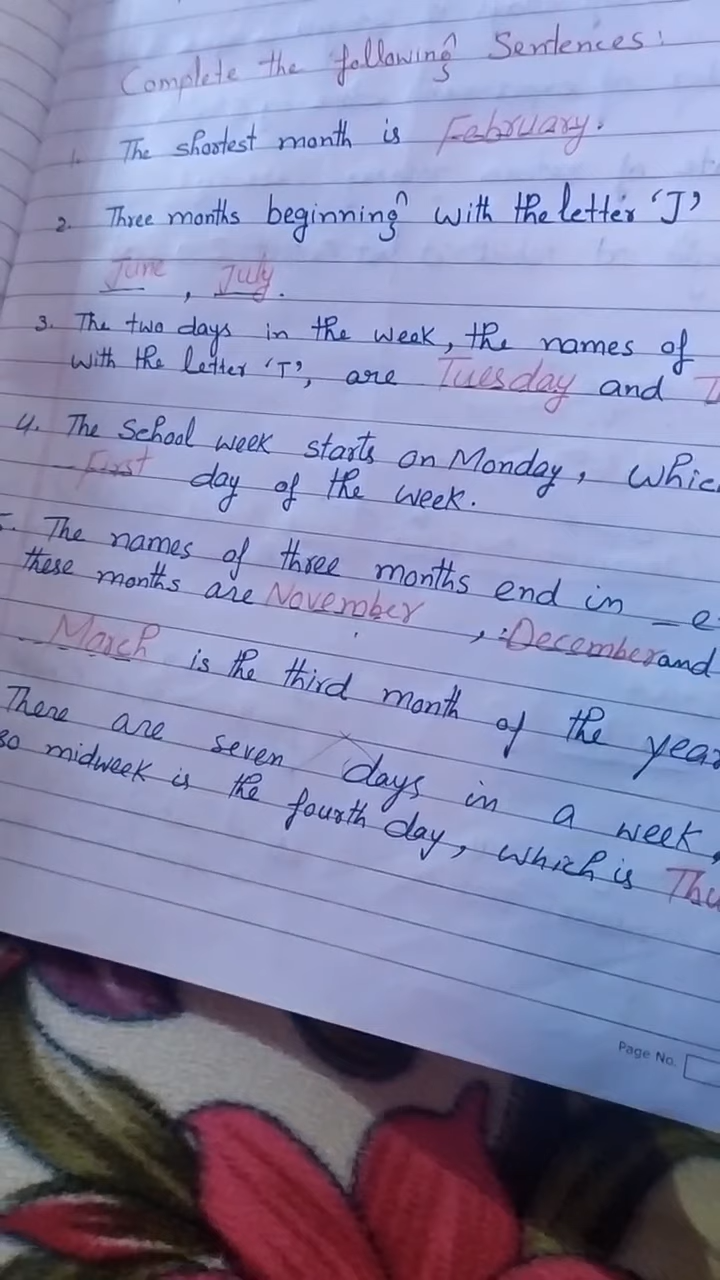 Complete the following Sentences:
1. The shortest month is February.
2. Three months beginning with the letter 'J'
June, July.
3. The two days in the week, the names of
with the letter 'T', are Tuesday and
4. The School week starts on Monday,
First day of the week.
5. The names of three months end in
these months are November, December and
March is the third month of the year
There are seven days in a week,
so midweek is the fourth day, which is
Page No.